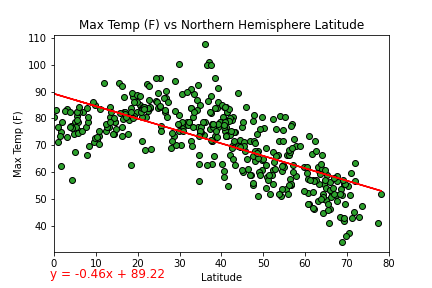 Max Temp (F) vs Northern Hemisphere Latitude
110
100
90
80
70
60
50
40
Max Temp (F)
0 10 20 30 40 50 60 70 80
Latitude
y = -0.46x + 89.22